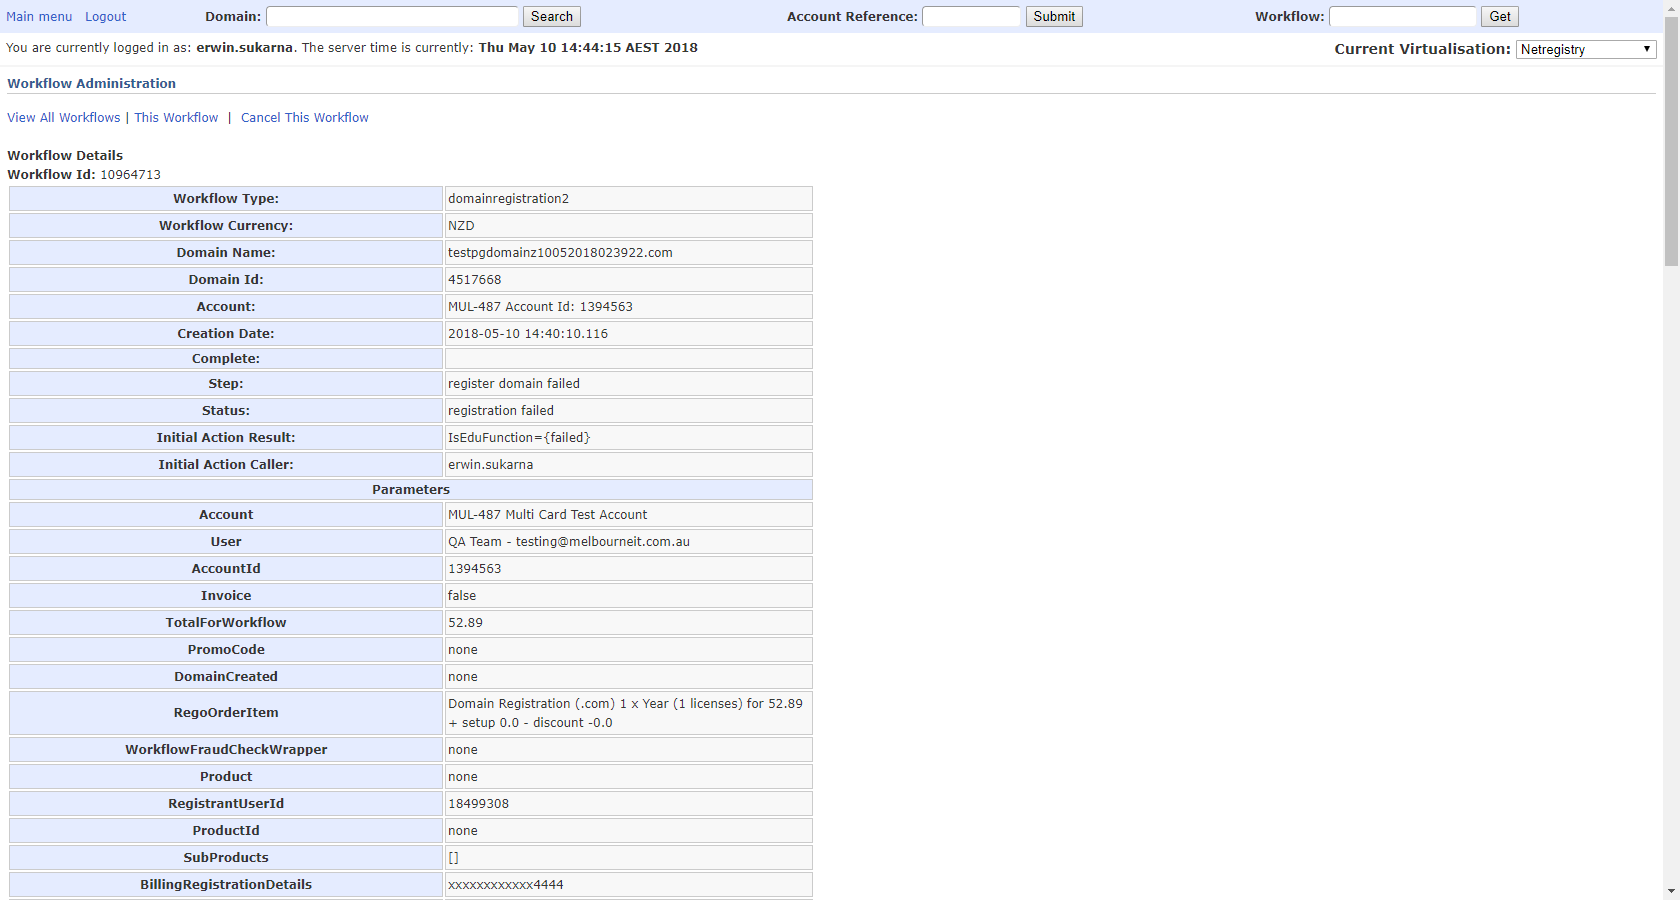 Main menu Logout Domain: Search Account Reference: Submit Workflow: Get
You are currently logged in as: erwin.sukarna. The server time is currently: Thu May 10 14:44:15 AEST 2018 Current Virtualisation: Netregistry
Workflow Administration
View All Workflows | This Workflow | Cancel This Workflow
Workflow Details
Workflow Id: 10964713
Workflow Type: domainregistration2
Workflow Currency: NZD
Domain Name: testpgdomainz10052018023922.com
Domain Id: 4517668
Account: MUL-487 Account Id: 1394563
Creation Date: 2018-05-10 14:40:10.116
Complete:
Step: register domain failed
Status: registration failed
Initial Action Result: IsEduFunction={failed}
Initial Action Caller: erwin.sukarna
Parameters
Account MUL-487 Multi Card Test Account
User QA Team - testing@melbourneit.com.au
AccountId 1394563
Invoice false
TotalForWorkflow 52.89
PromoCode none
DomainCreated none
RegoOrderItem Domain Registration (.com) 1 x Year (1 licenses) for 52.89
+ setup 0.0 - discount -0.0
WorkflowFraudCheckWrapper none
Product none
RegistrantUserId 18499308
ProductId none
SubProducts []
BillingRegistrationDetails xxxxxxxxxxxx4444